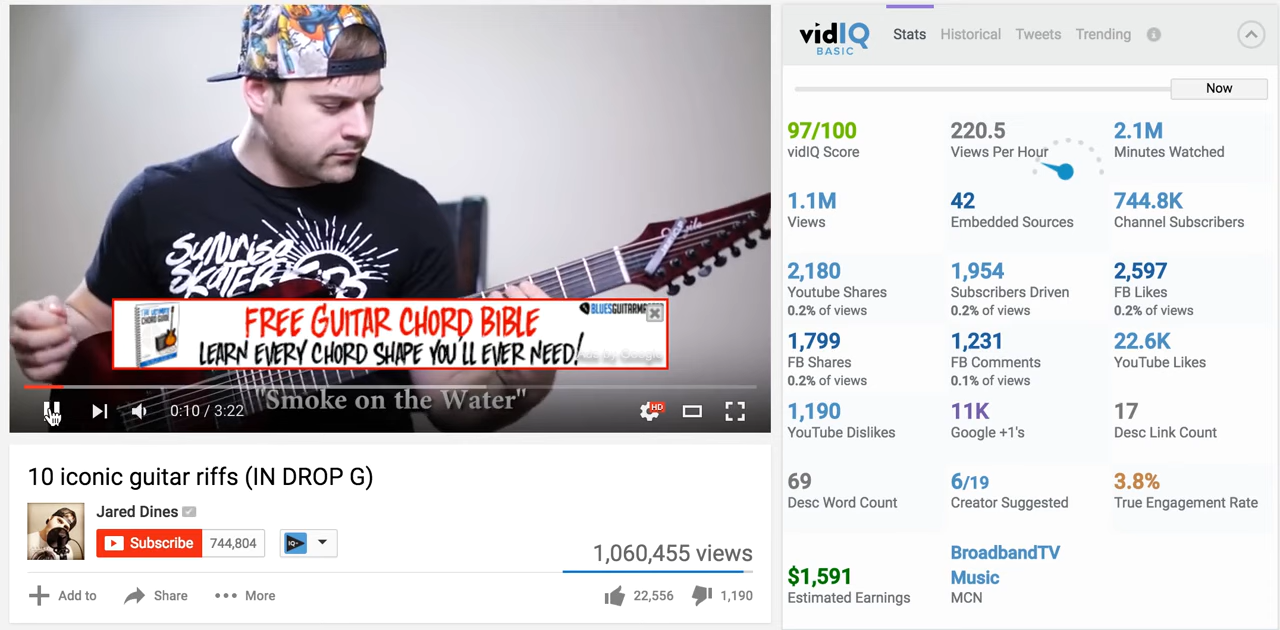 SUNRISE
SKATER
THE ULTIMATE
CHORD GUIDE
FREE GUITAR CHORD BIBLE
LEARN EVERY CHORD SHAPE YOU'LL EVER NEED!
BLUESGUITARM
Ads by Google
"Smoke on the Water"
0:10 / 3:22
HD
10 iconic guitar riffs (IN DROP G)
Jared Dines
Subscribe 744,804
IQ
1,060,455 views
Add to Share More 22,556 1,190
vidIQ
BASIC
Stats Historical Tweets Trending
Now
97/100 220.5 2.1M
vidIQ Score Views Per Hour Minutes Watched
1.1M 42 744.8K
Views Embedded Sources Channel Subscribers
2,180 1,954 2,597
Youtube Shares Subscribers Driven FB Likes
0.2% of views 0.2% of views 0.2% of views
1,799 1,231 22.6K
FB Shares FB Comments YouTube Likes
0.2% of views 0.1% of views
1,190 11K 17
YouTube Dislikes Google +1's Desc Link Count
69 6/19 3.8%
Desc Word Count Creator Suggested True Engagement Rate
$1,591 BroadbandTV Music
Estimated Earnings MCN